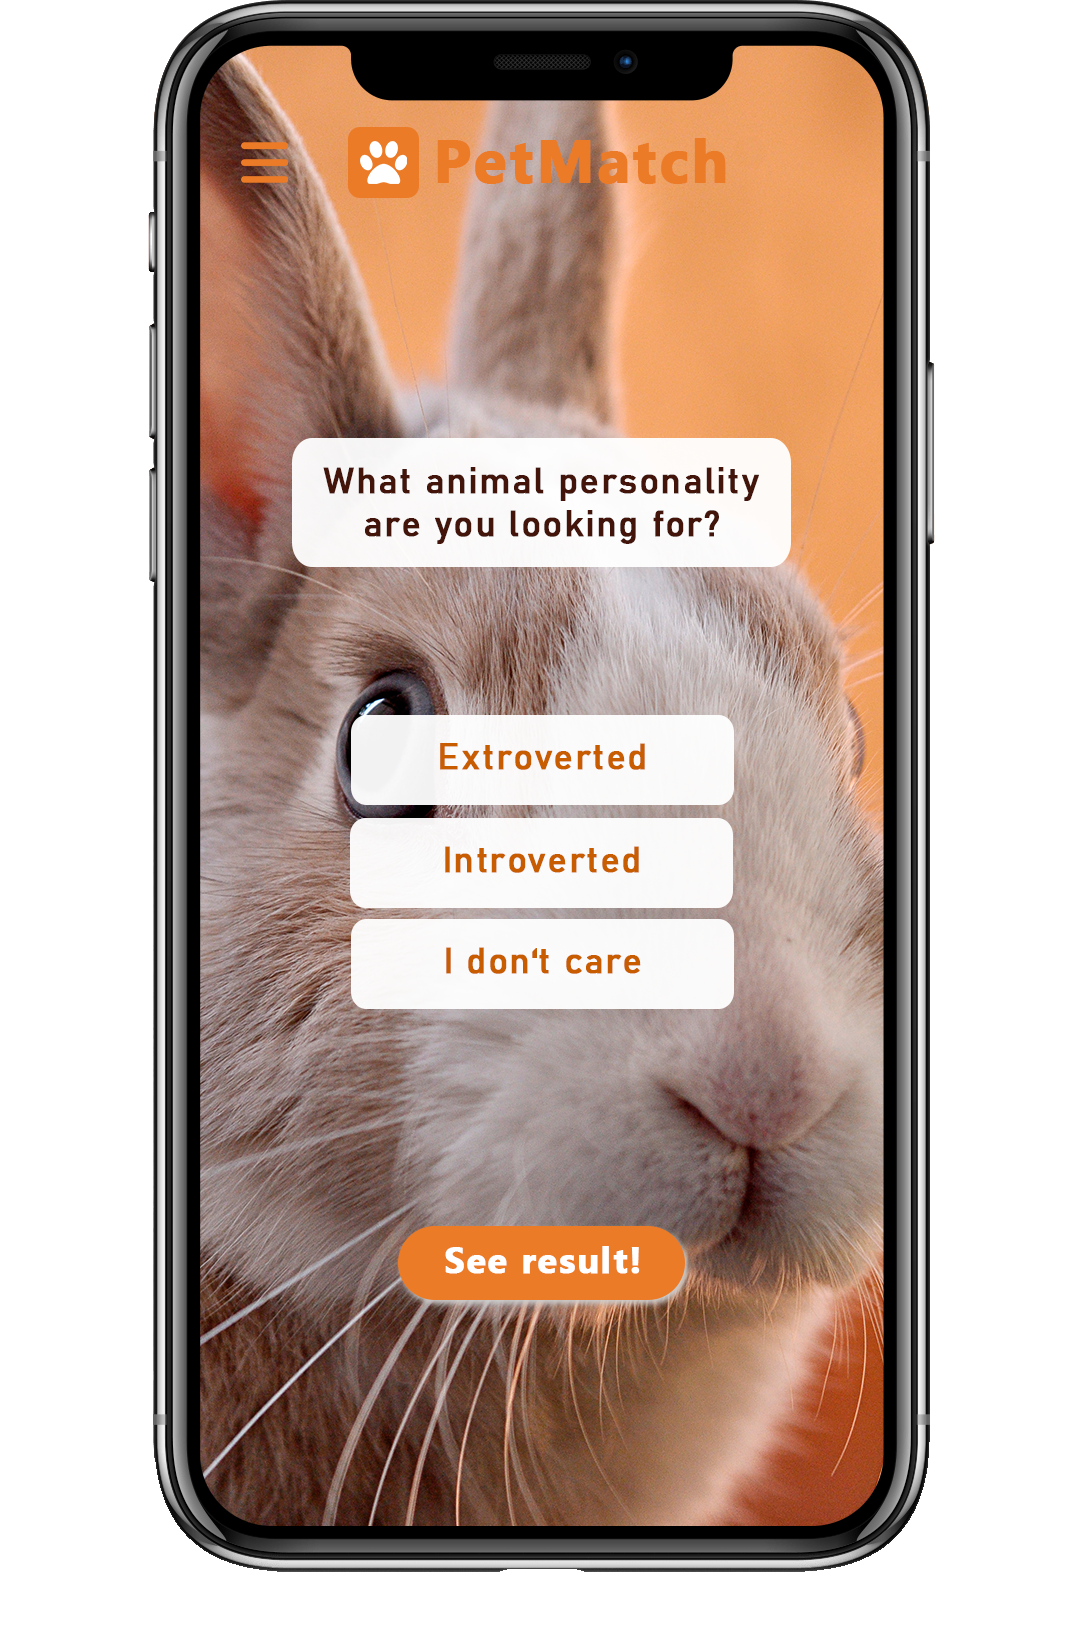 PetMatch
What animal personality
are you looking for?
Extroverted
Introverted
I don‘t care
See result!